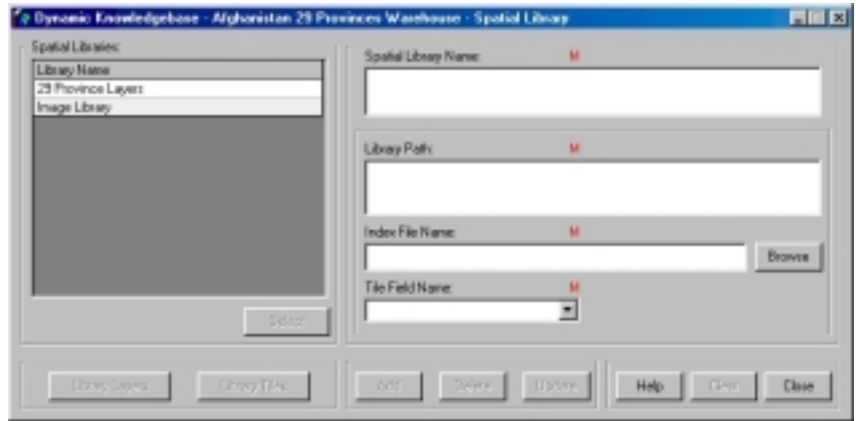 Dynamic Knowledgebase - Afghanistan 29 Provinces Warehouse - Spatial Library
Spatial Libraries:
Library Name
29 Province Layers
Image Library
Select
Spatial Library Name: M
Library Path: M
Index File Name: M
Browse
Tile Field Name: M
Library Layers
Library Tiles
Add
Delete
Update
Help
Clear
Close